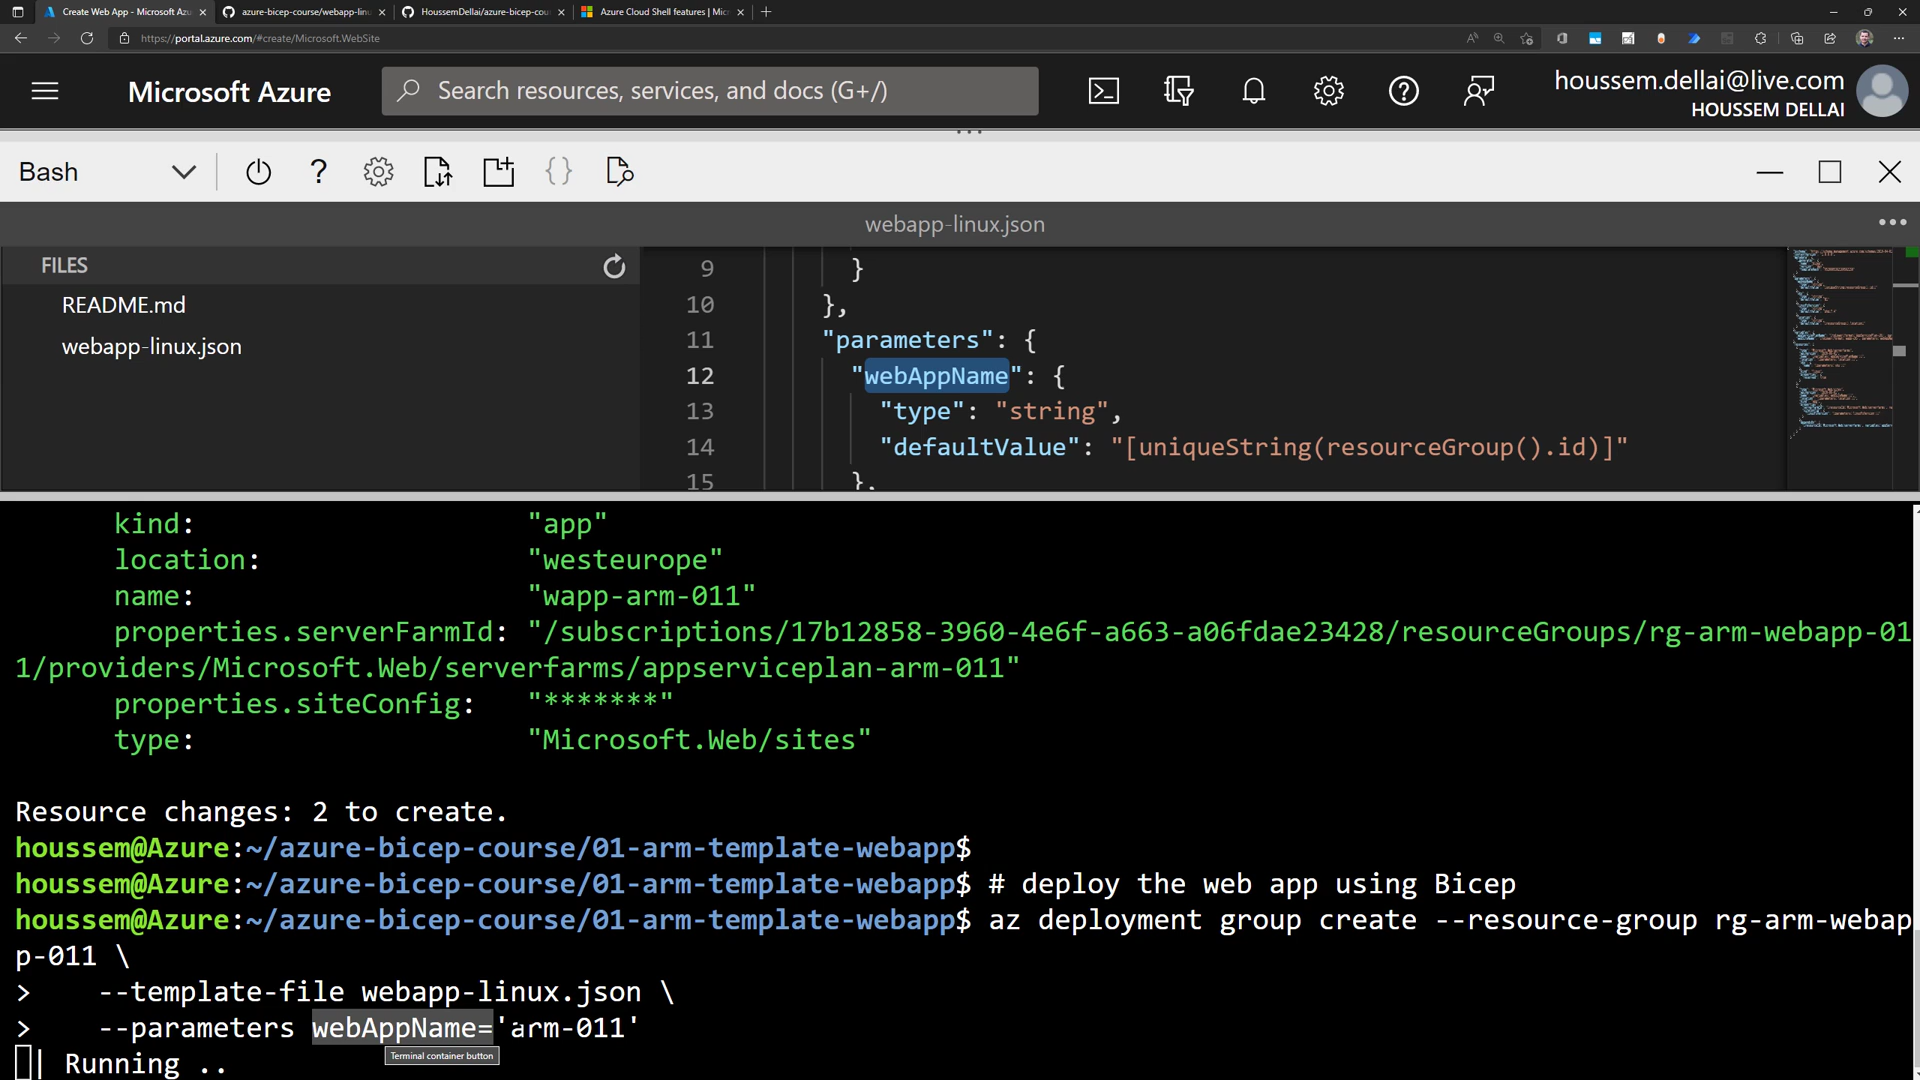 Create Web App - Microsoft Azu
azure-bicep-course/webapp-linu
HoussemDellai/azure-bicep-cou
Azure Cloud Shell features | Mic
https://portal.azure.com/#create/Microsoft.WebSite
Microsoft Azure
Search resources, services, and docs (G+/)
houssem.dellai@live.com
HOUSSEM DELLAI
Bash
webapp-linux.json
FILES
README.md
webapp-linux.json
9 }
10 },
11 "parameters": {
12 "webAppName": {
13 "type": "string",
14 "defaultValue": "[uniqueString(resourceGroup().id)]"
15 },
kind: "app"
location: "westeurope"
name: "wapp-arm-011"
properties.serverFarmId: "/subscriptions/17b12858-3960-4e6f-a663-a06fdae23428/resourceGroups/rg-arm-webapp-01
1/providers/Microsoft.Web/serverfarms/appserviceplan-arm-011"
properties.siteConfig: "*******"
type: "Microsoft.Web/sites"
Resource changes: 2 to create.
houssem@Azure:~/azure-bicep-course/01-arm-template-webapp$
houssem@Azure:~/azure-bicep-course/01-arm-template-webapp$ # deploy the web app using Bicep
houssem@Azure:~/azure-bicep-course/01-arm-template-webapp$ az deployment group create --resource-group rg-arm-webap
p-011 \
> --template-file webapp-linux.json \
> --parameters webAppName='arm-011'
Terminal container button
| Running ..